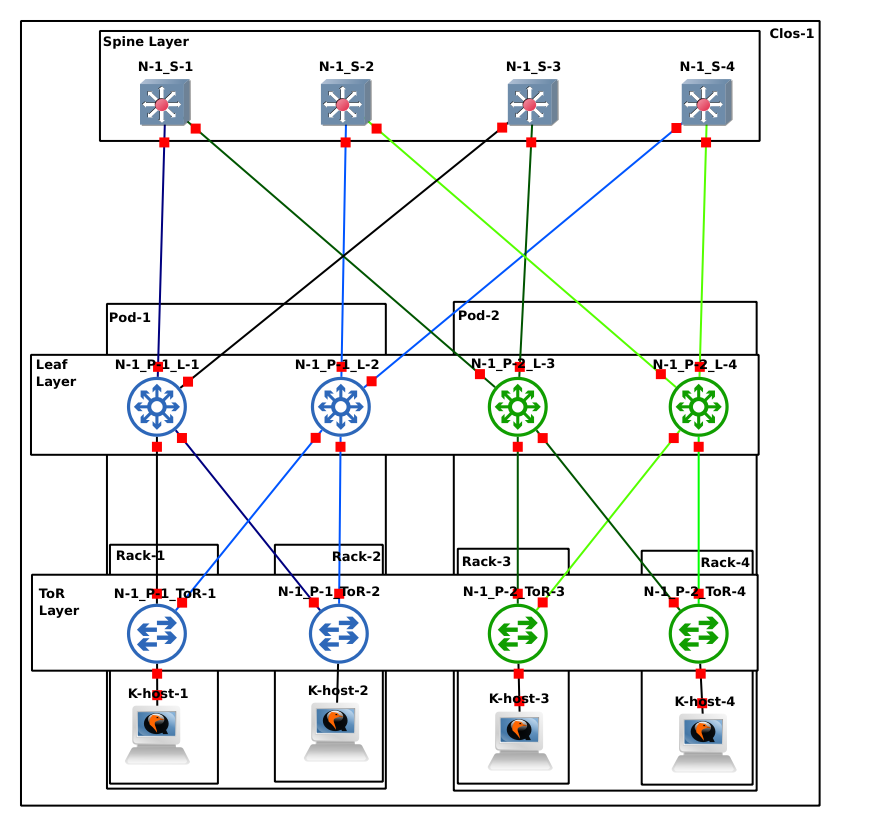 Clos-1
Spine Layer
N-1_S-1
N-1_S-2
N-1_S-3
N-1_S-4
Pod-1
Pod-2
Leaf
Layer
N-1_P-1_L-1
N-1_P-1_L-2
N-1_P-2_L-3
N-1_P-2_L-4
Rack-1
Rack-2
Rack-3
Rack-4
ToR
Layer
N-1_P-1_ToR-1
N-1_P-1_ToR-2
N-1_P-2_ToR-3
N-1_P-2_ToR-4
K-host-1
K-host-2
K-host-3
K-host-4